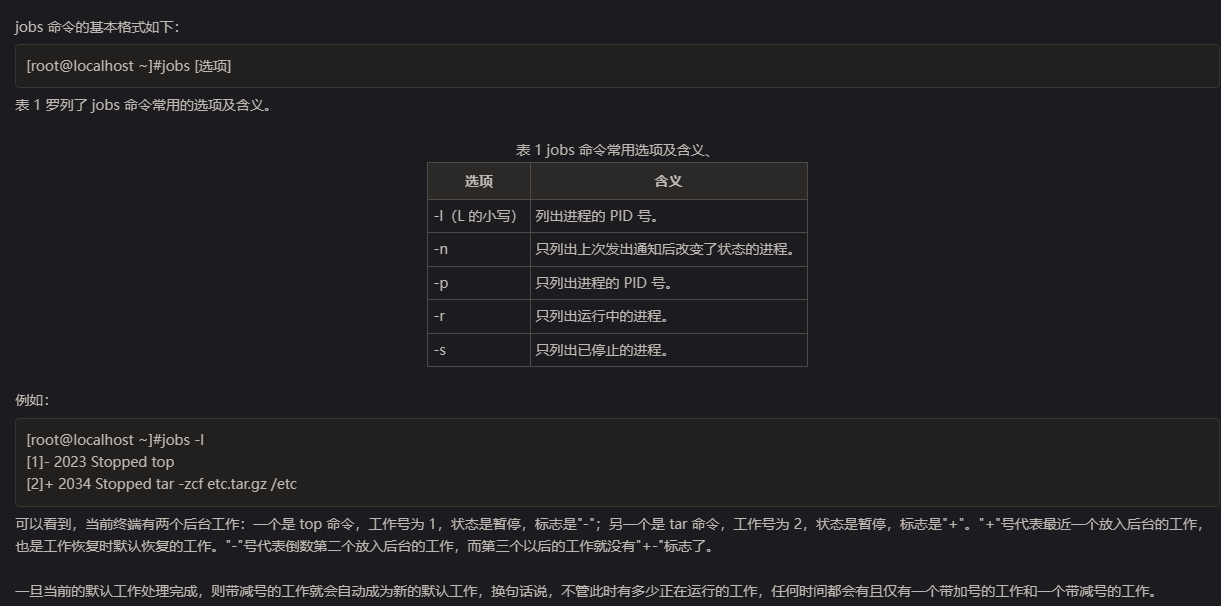 jobs 命令的基本格式如下：
[root@localhost ~]#jobs [选项]
表 1 罗列了 jobs 命令常用的选项及含义。
表 1 jobs 命令常用选项及含义、
选项 含义
-l（L 的小写） 列出进程的 PID 号。
-n 只列出上次发出通知后改变了状态的进程。
-p 只列出进程的 PID 号。
-r 只列出运行中的进程。
-s 只列出已停止的进程。
例如：
[root@localhost ~]#jobs -l
[1]- 2023 Stopped top
[2]+ 2034 Stopped tar -zcf etc.tar.gz /etc
可以看到，当前终端有两个后台工作：一个是 top 命令，工作号为 1，状态是暂停，标志是"-"；另一个是 tar 命令，工作号为 2，状态是暂停，标志是"+"。"+"号代表最近一个放入后台的工作，
也是工作恢复时默认恢复的工作。"-"号代表倒数第二个放入后台的工作，而第三个以后的工作就没有"+-"标志了。
一旦当前的默认工作处理完成，则带减号的工作就会自动成为新的默认工作，换句话说，不管此时有多少正在运行的工作，任何时间都会有且仅有一个带加号的工作和一个带减号的工作。